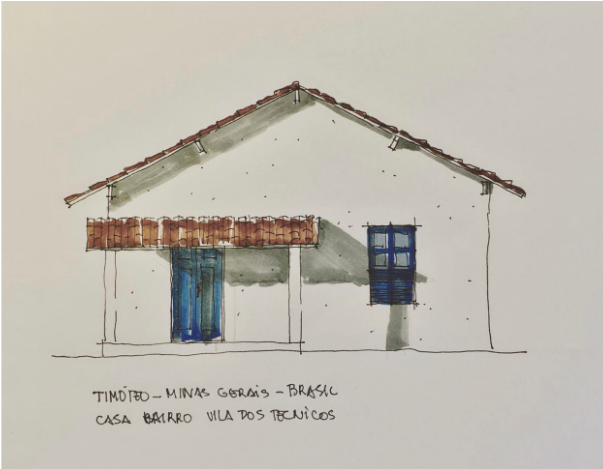 TIMÓTEO – MINAS GERAIS – BRASIL
CASA BAIRRO VILA DOS TECNICOS